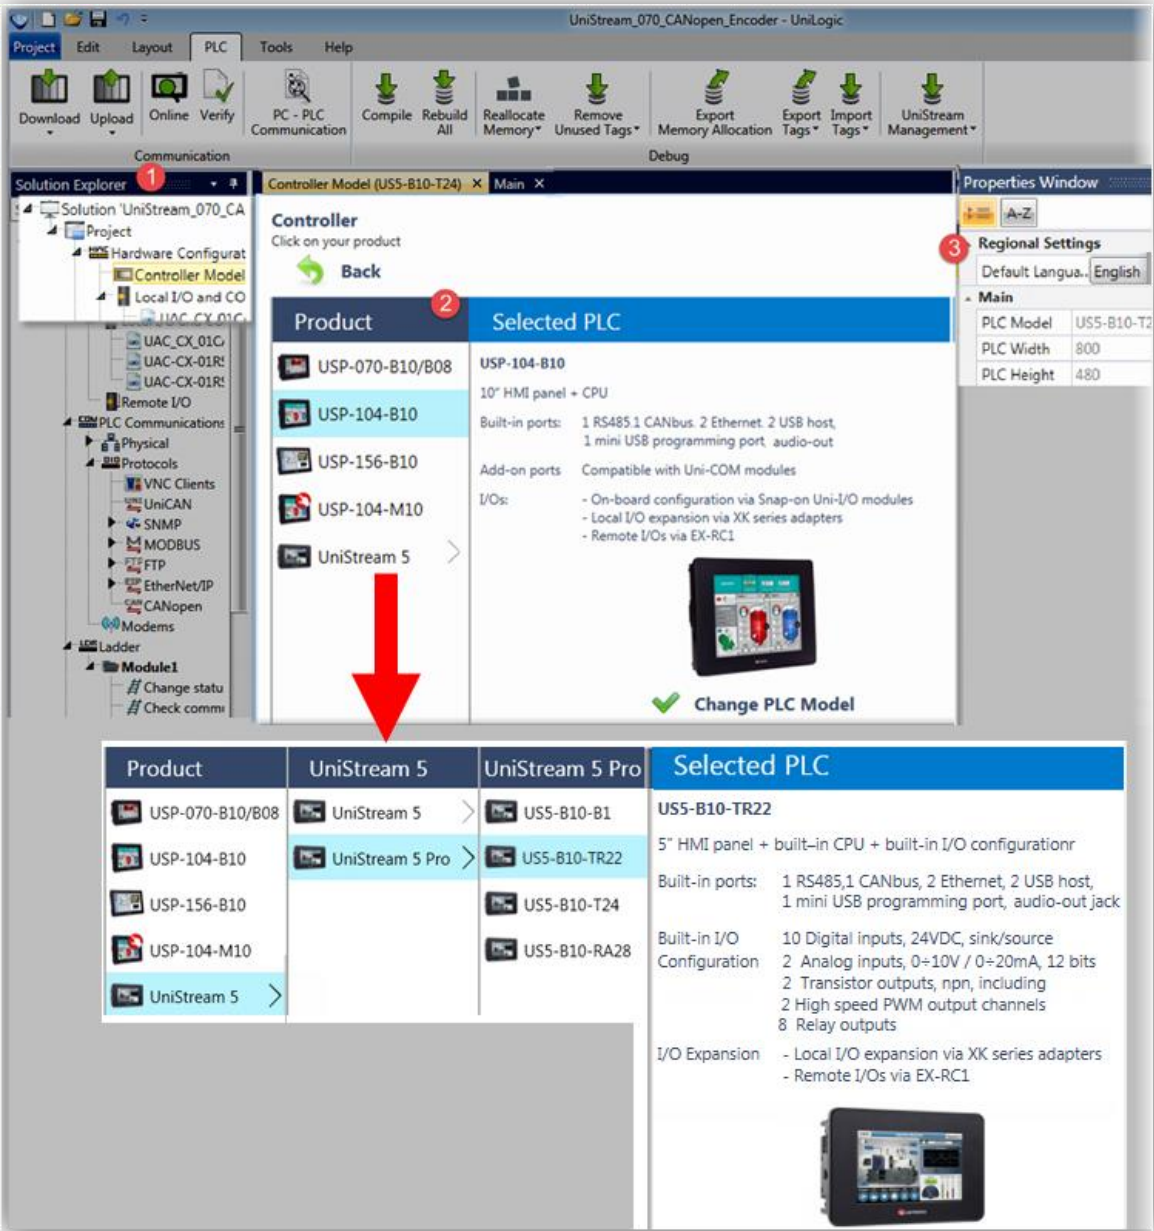 UniStream_070_CANopen_Encoder - UniLogic
Project Edit Layout PLC Tools Help
Download Upload Online Verify PC - PLC Communication Compile Rebuild All Reallocate Memory Remove Unused Tags Export Memory Allocation Export Tags Import Tags UniStream Management
Communication Debug
Solution Explorer 1
Solution 'UniStream_070_CA
Project
Hardware Configurat
Controller Model
Local I/O and CO
UAC_CX_01C
UAC_CX_01C
UAC-CX-01R
UAC-CX-01R
Remote I/O
PLC Communications
Physical
Protocols
VNC Clients
UniCAN
SNMP
MODBUS
FTP
EtherNet/IP
CANopen
Modems
Ladder
Module1
Change statu
Check comm
Controller Model (US5-B10-T24) × Main ×
Controller
Click on your product
Back
2
Product
USP-070-B10/B08
USP-104-B10
USP-156-B10
USP-104-M10
UniStream 5
Selected PLC
USP-104-B10
10" HMI panel + CPU
Built-in ports: 1 RS485.1 CANbus. 2 Ethernet. 2 USB host,
1 mini USB programming port, audio-out
Add-on ports Compatible with Uni-COM modules
I/Os: - On-board configuration via Snap-on Uni-I/O modules
- Local I/O expansion via XK series adapters
- Remote I/Os via EX-RC1
Change PLC Model
Properties Window
A-Z
3
Regional Settings
Default Langua.. English
Main
PLC Model US5-B10-T2
PLC Width 800
PLC Height 480
Product
USP-070-B10/B08
USP-104-B10
USP-156-B10
USP-104-M10
UniStream 5
UniStream 5
UniStream 5
UniStream 5 Pro
UniStream 5 Pro
US5-B10-B1
US5-B10-TR22
US5-B10-T24
US5-B10-RA28
Selected PLC
US5-B10-TR22
5" HMI panel + built–in CPU + built-in I/O configurationr
Built-in ports: 1 RS485,1 CANbus, 2 Ethernet, 2 USB host,
1 mini USB programming port, audio-out jack
Built-in I/O 10 Digital inputs, 24VDC, sink/source
Configuration 2 Analog inputs, 0÷10V / 0÷20mA, 12 bits
2 Transistor outputs, npn, including
2 High speed PWM output channels
8 Relay outputs
I/O Expansion - Local I/O expansion via XK series adapters
- Remote I/Os via EX-RC1